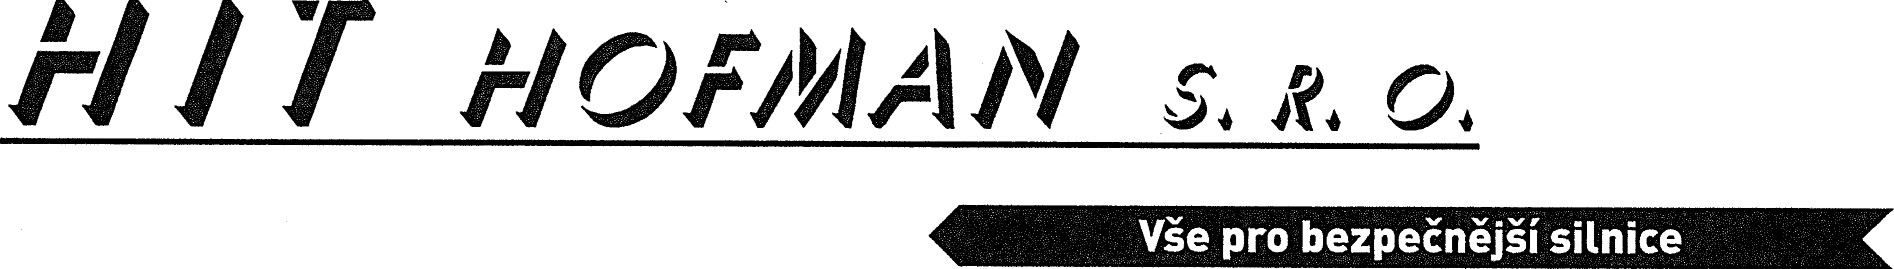 HIT HOFMAN S. R. O.
Vše pro bezpečnější silnice